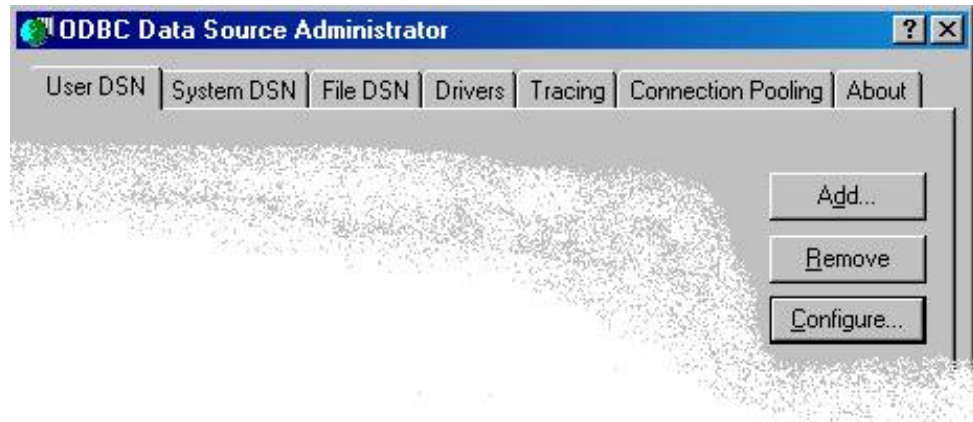 ODBC Data Source Administrator
User DSN System DSN File DSN Drivers Tracing Connection Pooling About
Add...
Remove
Configure...